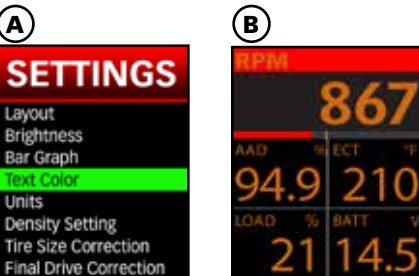 A
SETTINGS
Layout
Brightness
Bar Graph
Text Color
Units
Density Setting
Tire Size Correction
Final Drive Correction
B
RPM
867
AAD % ECT °F
94.9 210
LOAD % BATT V
21 14.5